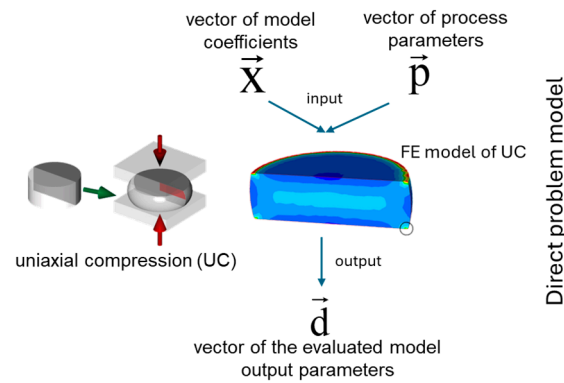 vector of model
coefficients
x
vector of process
parameters
p
input
FE model of UC
uniaxial compression (UC)
output
d
vector of the evaluated model
output parameters
Direct problem model